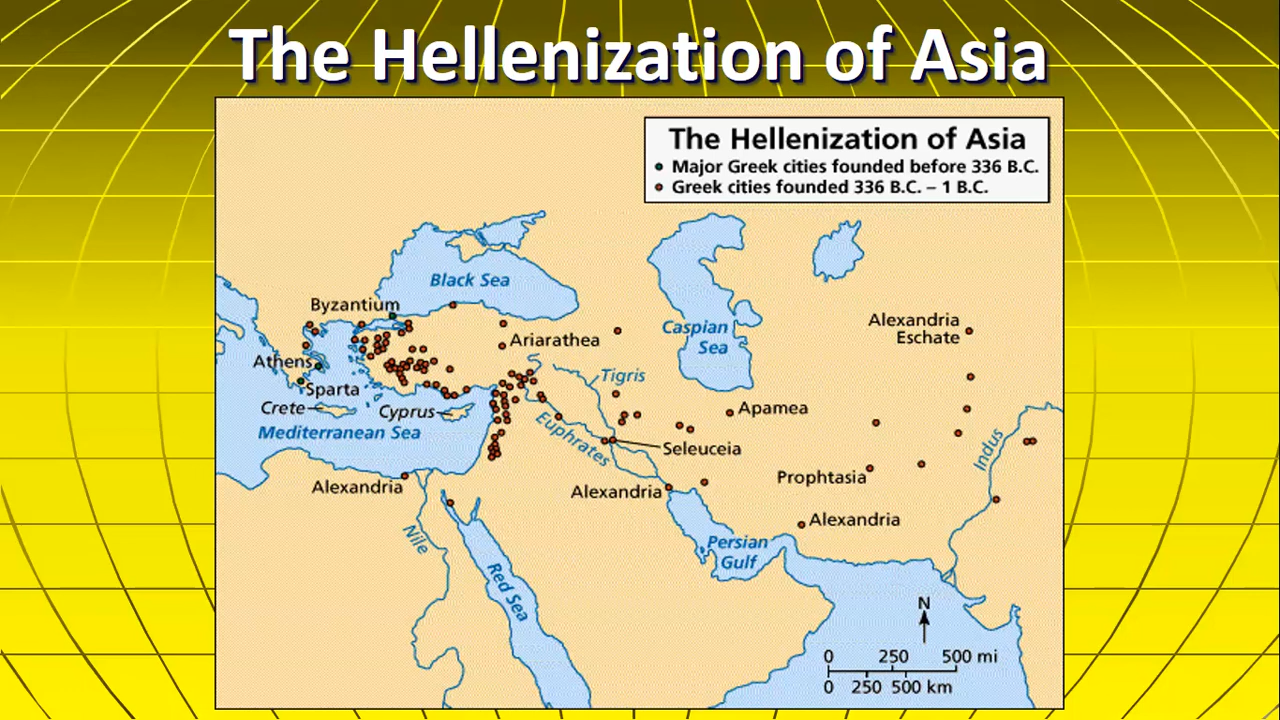 The Hellenization of Asia
The Hellenization of Asia
Major Greek cities founded before 336 B.C.
Greek cities founded 336 B.C. – 1 B.C.
Black Sea
Byzantium
Caspian
Sea
Alexandria
Eschate
Ariarathea
Athens
Tigris
Sparta
Crete
Cyprus
Apamea
Mediterranean Sea
Euphrates
Seleuceia
Indus
Prophtasia
Alexandria
Alexandria
Alexandria
Nile
Persian
Gulf
Red Sea
N
0 250 500 mi
0 250 500 km